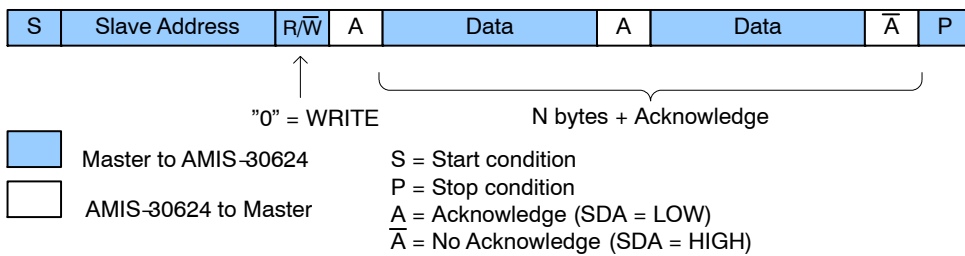 S Slave Address R/W̅ A Data A Data A̅ P
”0” = WRITE
N bytes + Acknowledge
Master to AMIS–30624
AMIS–30624 to Master
S = Start condition
P = Stop condition
A = Acknowledge (SDA = LOW)
A̅ = No Acknowledge (SDA = HIGH)